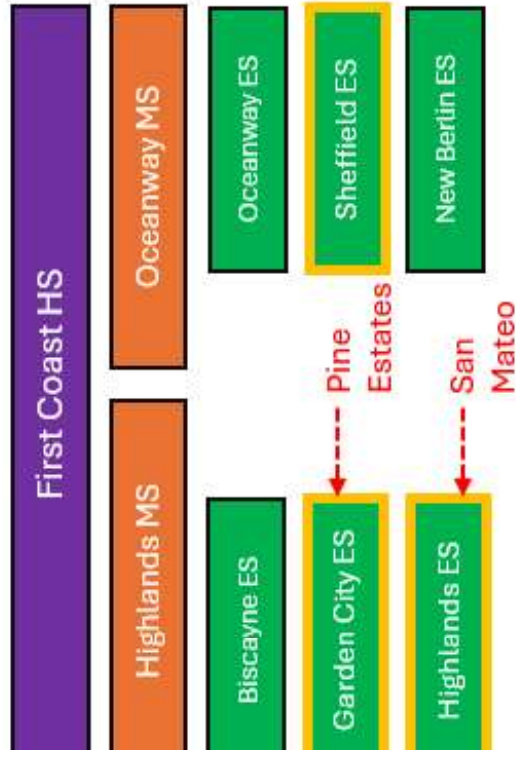 First Coast HS
Highlands MS
Oceanway MS
Biscayne ES
Oceanway ES
Garden City ES
Pine
Estates
Sheffield ES
Highlands ES
San
Mateo
New Berlin ES